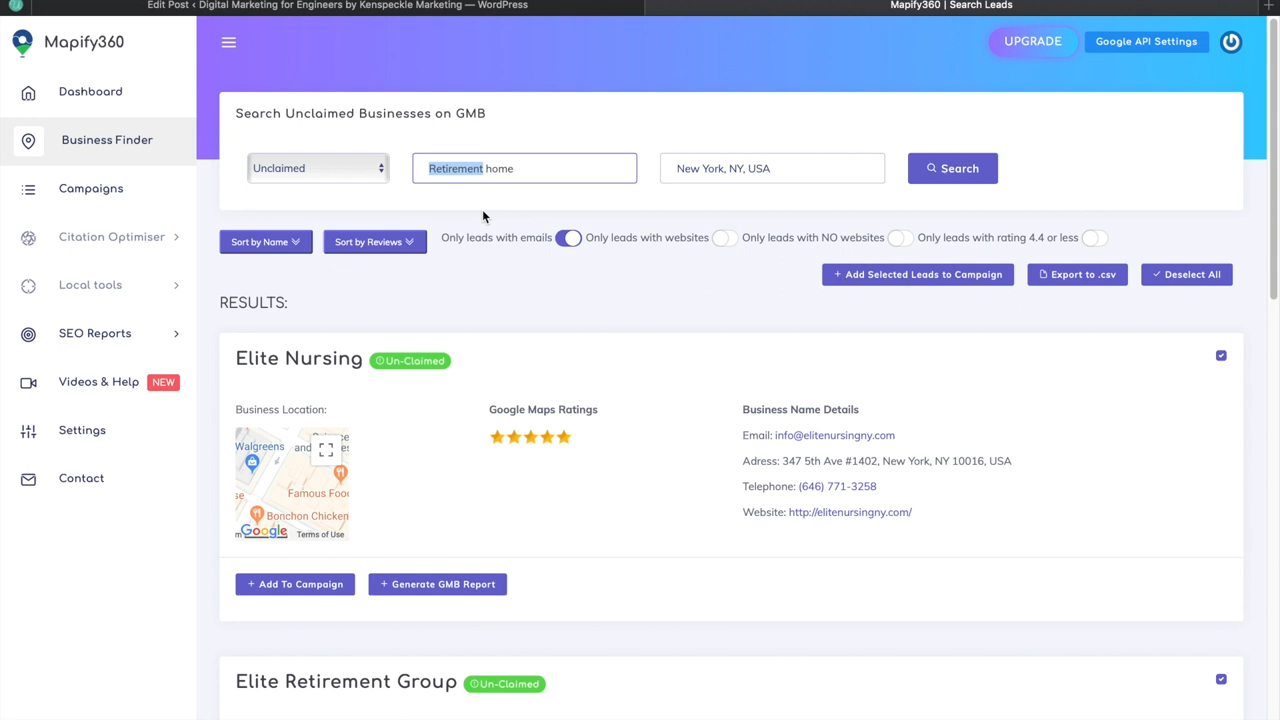 Edit Post ‹ Digital Marketing for Engineers by Kenspeckle Marketing — WordPress
Mapify360 | Search Leads
Mapify360
UPGRADE
Google API Settings
Dashboard
Business Finder
Campaigns
Citation Optimiser
Local tools
SEO Reports
Videos & Help NEW
Settings
Contact
Search Unclaimed Businesses on GMB
Unclaimed
Retirement home
New York, NY, USA
Search
Sort by Name
Sort by Reviews
Only leads with emails
Only leads with websites
Only leads with NO websites
Only leads with rating 4.4 or less
+ Add Selected Leads to Campaign
Export to .csv
Deselect All
RESULTS:
Elite Nursing Un-Claimed
Business Location:
Walgreens
and
Famous Food
Bonchon Chicken
Google
Terms of Use
Google Maps Ratings
Business Name Details
Email: info@elitenursingny.com
Adress: 347 5th Ave #1402, New York, NY 10016, USA
Telephone: (646) 771-3258
Website: http://elitenursingny.com/
+ Add To Campaign
+ Generate GMB Report
Elite Retirement Group Un-Claimed